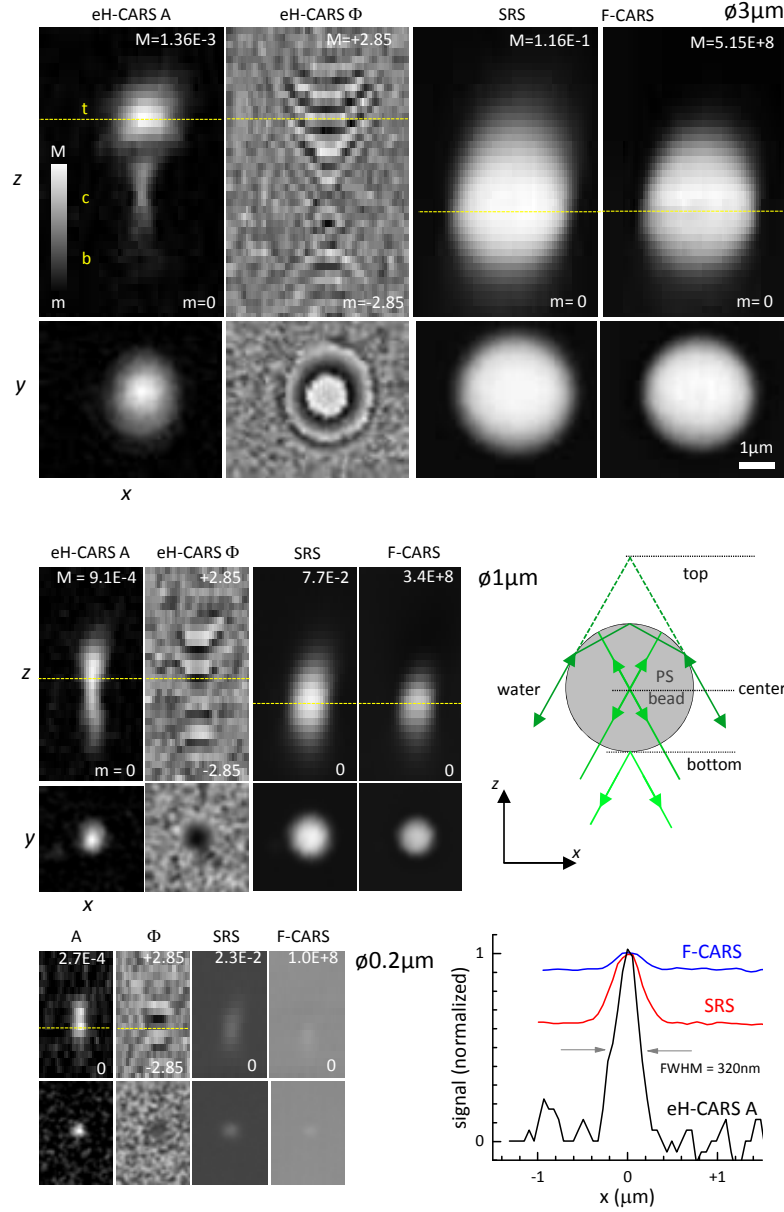 eH-CARS A eH-CARS Φ SRS F-CARS ø3µm
M=1.36E-3 M=+2.85 M=1.16E-1 M=5.15E+8
t
M
z
c
b
m m=0 m=-2.85 m= 0 m= 0
y
1µm
x
eH-CARS A eH-CARS Φ SRS F-CARS
M = 9.1E-4 +2.85 7.7E-2 3.4E+8 ø1µm
top
z
water PS bead center
m = 0 -2.85 0 0
bottom
z
y
x
x
A Φ SRS F-CARS
2.7E-4 +2.85 2.3E-2 1.0E+8 ø0.2µm
0 -2.85 0 0
F-CARS
SRS
FWHM = 320nm
eH-CARS A
signal (normalized)
1
0
-1 0 +1
x (µm)